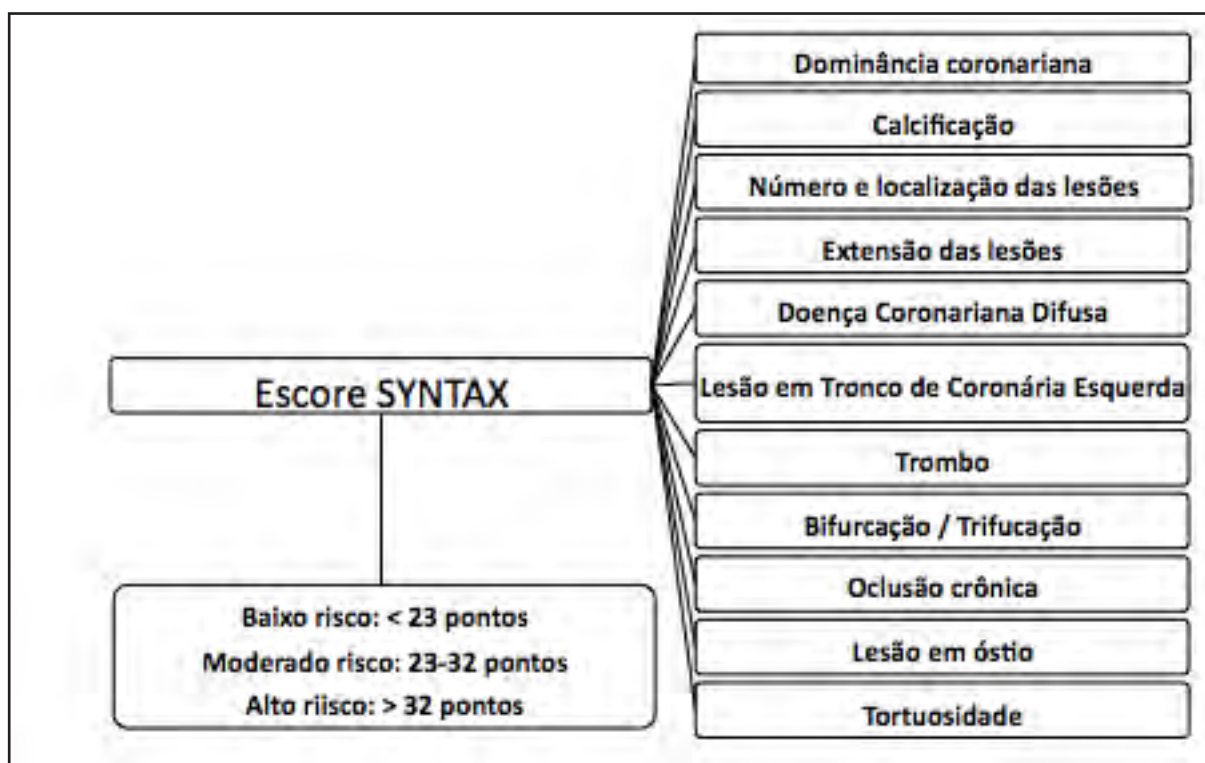 Escore SYNTAX
Baixo risco: < 23 pontos
Moderado risco: 23-32 pontos
Alto riisco: > 32 pontos
Dominância coronariana
Calcificação
Número e localização das lesões
Extensão das lesões
Doença Coronariana Difusa
Lesão em Tronco de Coronária Esquerda
Trombo
Bifurcação / Trifucação
Oclusão crônica
Lesão em óstio
Tortuosidade